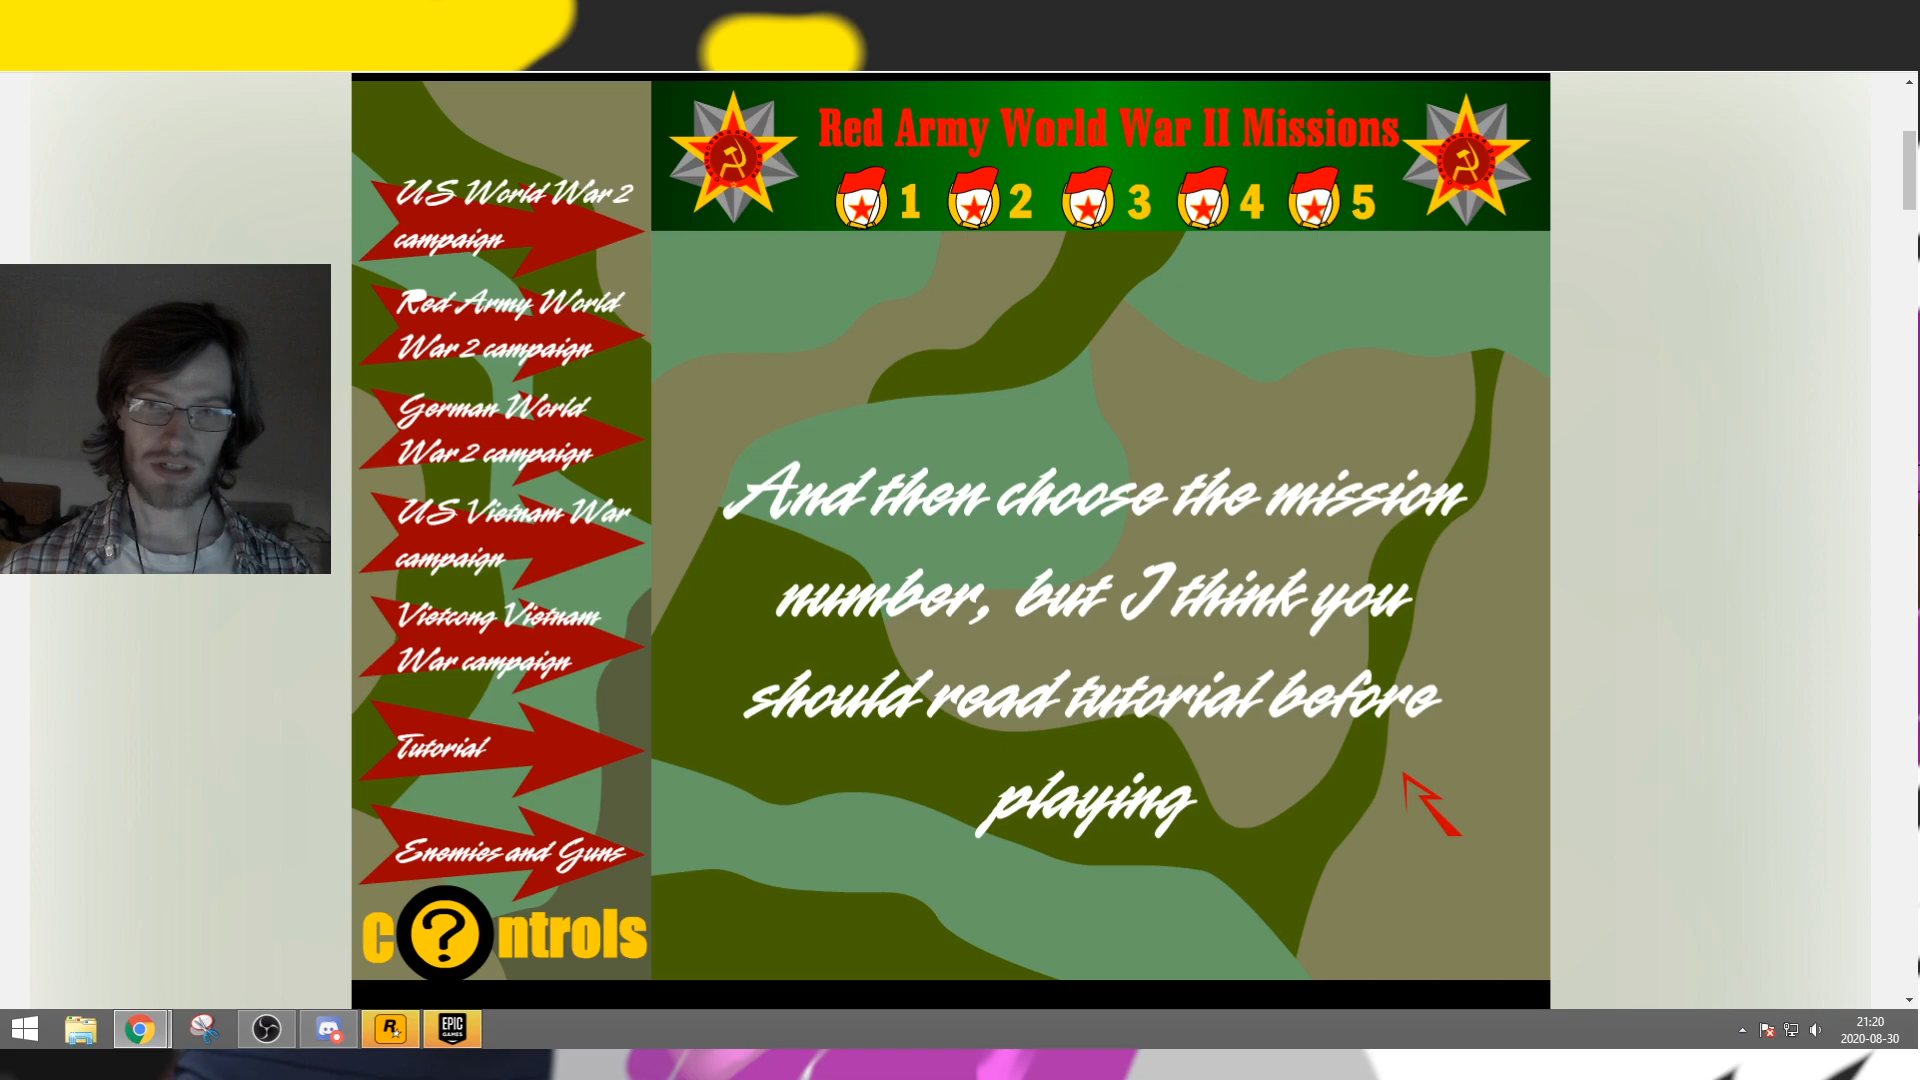 Red Army World War II Missions
1 2 3 4 5
US World War 2
campaign
Red Army World
War 2 campaign
German World
War 2 campaign
US Vietnam War
campaign
Vietcong Vietnam
War campaign
Tutorial
Enemies and Guns
C?ntrols
And then choose the mission
number, but I think you
should read tutorial before
playing
R
EPIC
GAMES
21:20
2020-08-30